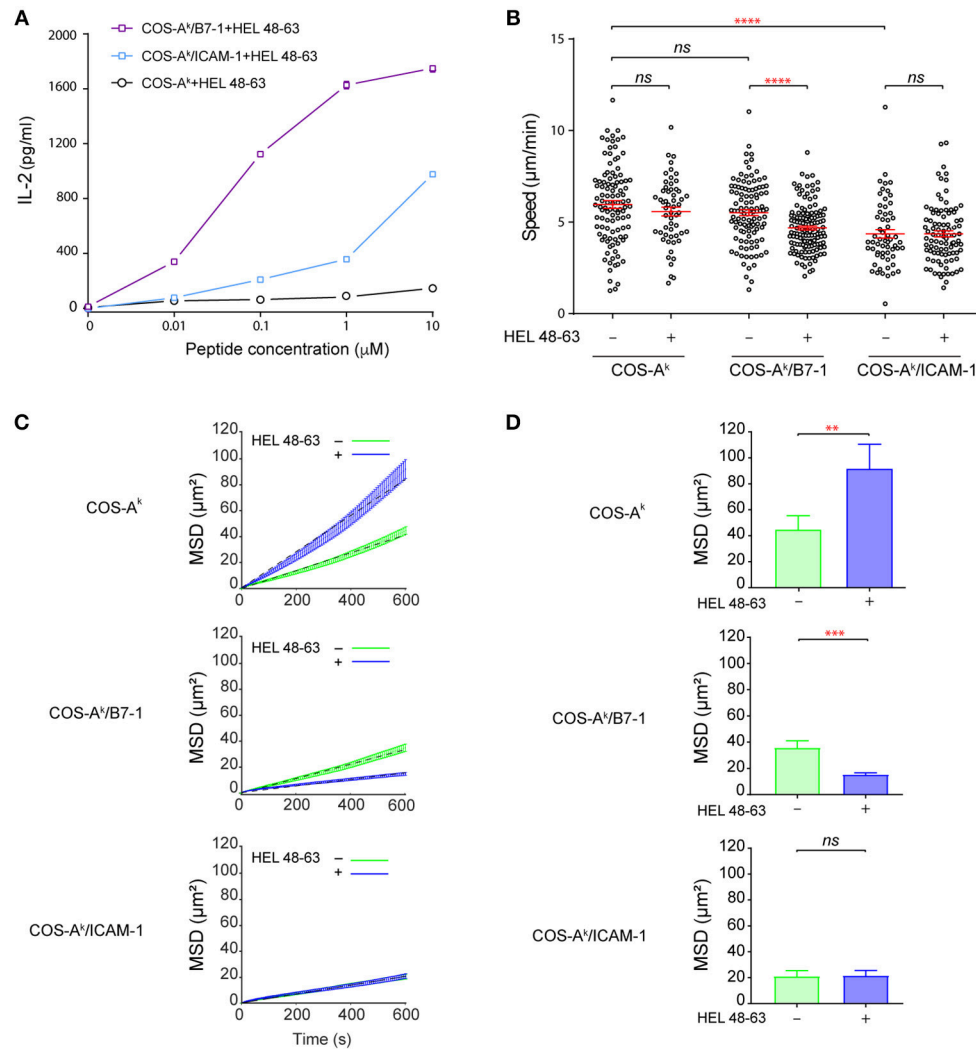 A
COS-Aᵏ/B7-1+HEL 48-63
COS-Aᵏ/ICAM-1+HEL 48-63
COS-Aᵏ+HEL 48-63
IL-2 (pg/ml)
2000
1600
1200
800
400
0
0 0.01 0.1 1 10
Peptide concentration (μM)
B
****
ns
ns **** ns
Speed (μm/min)
15
10
5
0
HEL 48-63 – + – + – +
COS-Aᵏ COS-Aᵏ/B7-1 COS-Aᵏ/ICAM-1
C
COS-Aᵏ
HEL 48-63 –
+
MSD (μm²)
120
100
80
60
40
20
0
0 200 400 600
COS-Aᵏ/B7-1
HEL 48-63 –
+
MSD (μm²)
120
100
80
60
40
20
0
0 200 400 600
COS-Aᵏ/ICAM-1
HEL 48-63 –
+
MSD (μm²)
120
100
80
60
40
20
0
0 200 400 600
Time (s)
D
COS-Aᵏ
**
MSD (μm²)
120
100
80
60
40
20
0
HEL 48-63 – +
COS-Aᵏ/B7-1
***
MSD (μm²)
120
100
80
60
40
20
0
HEL 48-63 – +
COS-Aᵏ/ICAM-1
ns
MSD (μm²)
120
100
80
60
40
20
0
HEL 48-63 – +